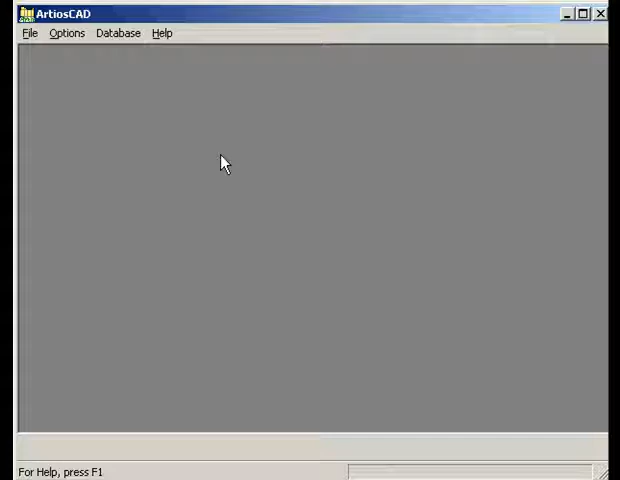 ArtiosCAD
File Options Database Help
For Help, press F1